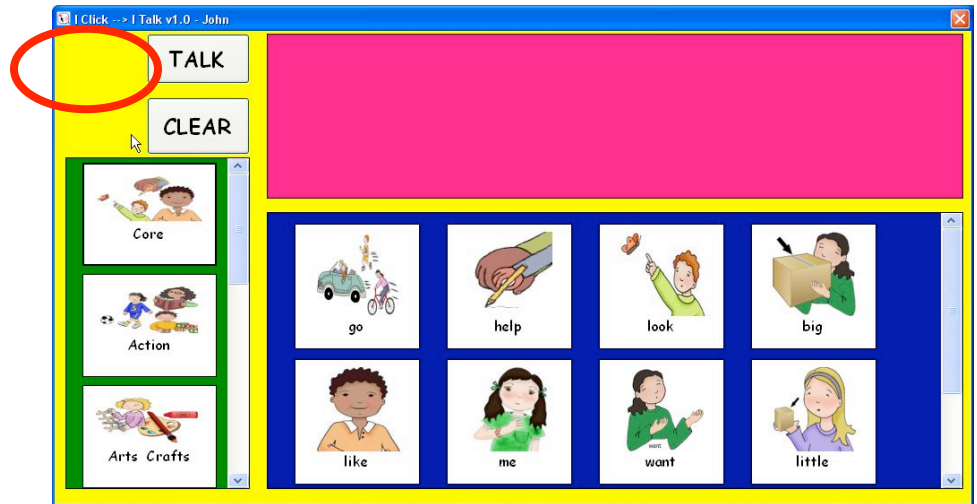 I Click --> I Talk v1.0 - John
TALK
CLEAR
Core
Action
Arts Crafts
go
help
look
big
like
me
want
want
little